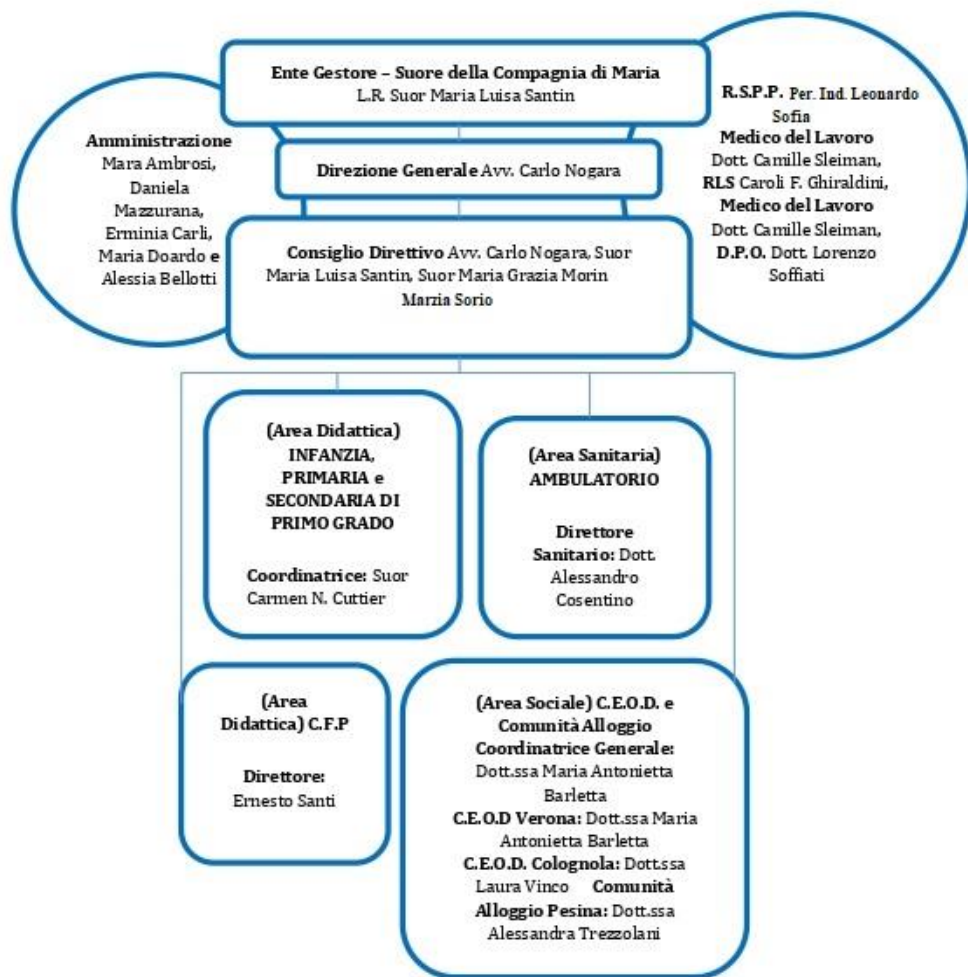 Ente Gestore – Suore della Compagnia di Maria
L.R. Suor Maria Luisa Santin
Amministrazione
Mara Ambrosi,
Daniela
Mazzurana,
Erminia Carli,
Maria Doardo e
Alessia Bellotti
Direzione Generale Avv. Carlo Nogara
R.S.P.P. Per. Ind. Leonardo
Sofia
Medico del Lavoro
Dott. Camille Sleiman,
RLS Caroli F. Ghiraldini,
Medico del Lavoro
Dott. Camille Sleiman,
D.P.O. Dott. Lorenzo
Soffiati
Consiglio Direttivo Avv. Carlo Nogara, Suor
Maria Luisa Santin, Suor Maria Grazia Morin
Marzia Sorio
(Area Didattica)
INFANZIA,
PRIMARIA e
SECONDARIA DI
PRIMO GRADO
Coordinatrice: Suor
Carmen N. Cuttier
(Area Sanitaria)
AMBULATORIO
Direttore
Sanitario: Dott.
Alessandro
Cosentino
(Area
Didattica) C.F.P
Direttore:
Ernesto Santi
(Area Sociale) C.E.O.D. e
Comunità Alloggio
Coordinatrice Generale:
Dott.ssa Maria Antonietta
Barletta
C.E.O.D Verona: Dott.ssa Maria
Antonietta Barletta
C.E.O.D. Colognola: Dott.ssa
Laura Vinco Comunità
Alloggio Pesina: Dott.ssa
Alessandra Trezzolani